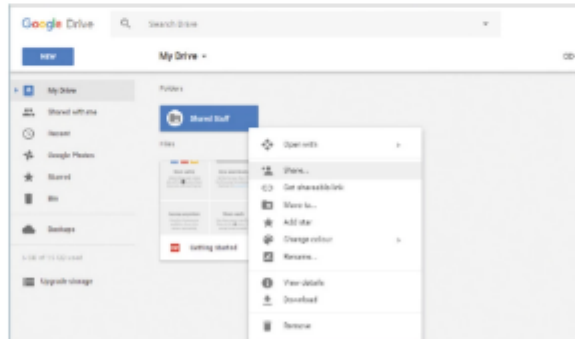 Google Drive
Search Drive
NEW
My Drive
My Drive
Shared with me
Recent
Google Photos
Starred
Bin
Backups
Upgrade storage
Folders
Shared Stuff
Files
Getting started
Open with
Share...
Get shareable link
Move to...
Add star
Change colour
Rename...
View details
Download
Remove